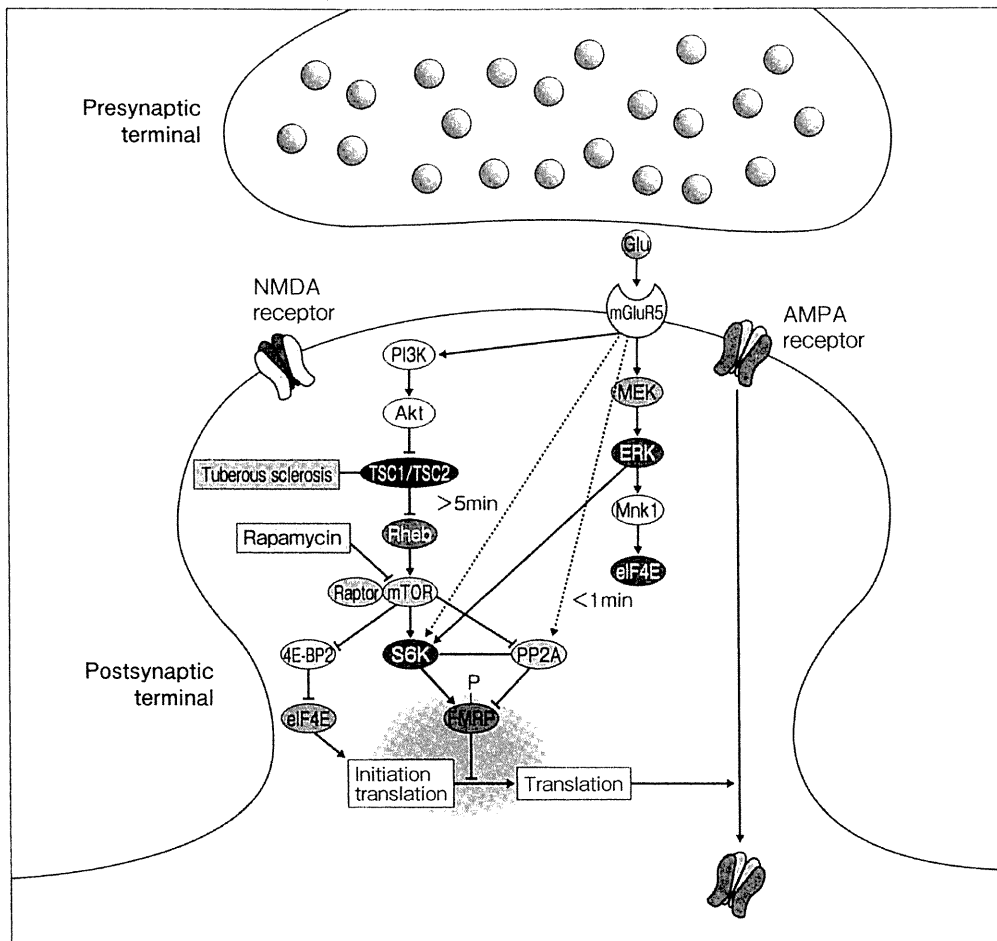 Presynaptic
terminal
Glu
NMDA
receptor
mGluR5
AMPA
receptor
PI3K
MEK
Akt
ERK
Tuberous sclerosis
TSC1/TSC2
>5min
Mnk1
Rapamycin
Rheb
eIF4E
Raptor
mTOR
<1min
4E-BP2
S6K
PP2A
Postsynaptic
terminal
P
eIF4E
FMRP
Initiation
translation
Translation